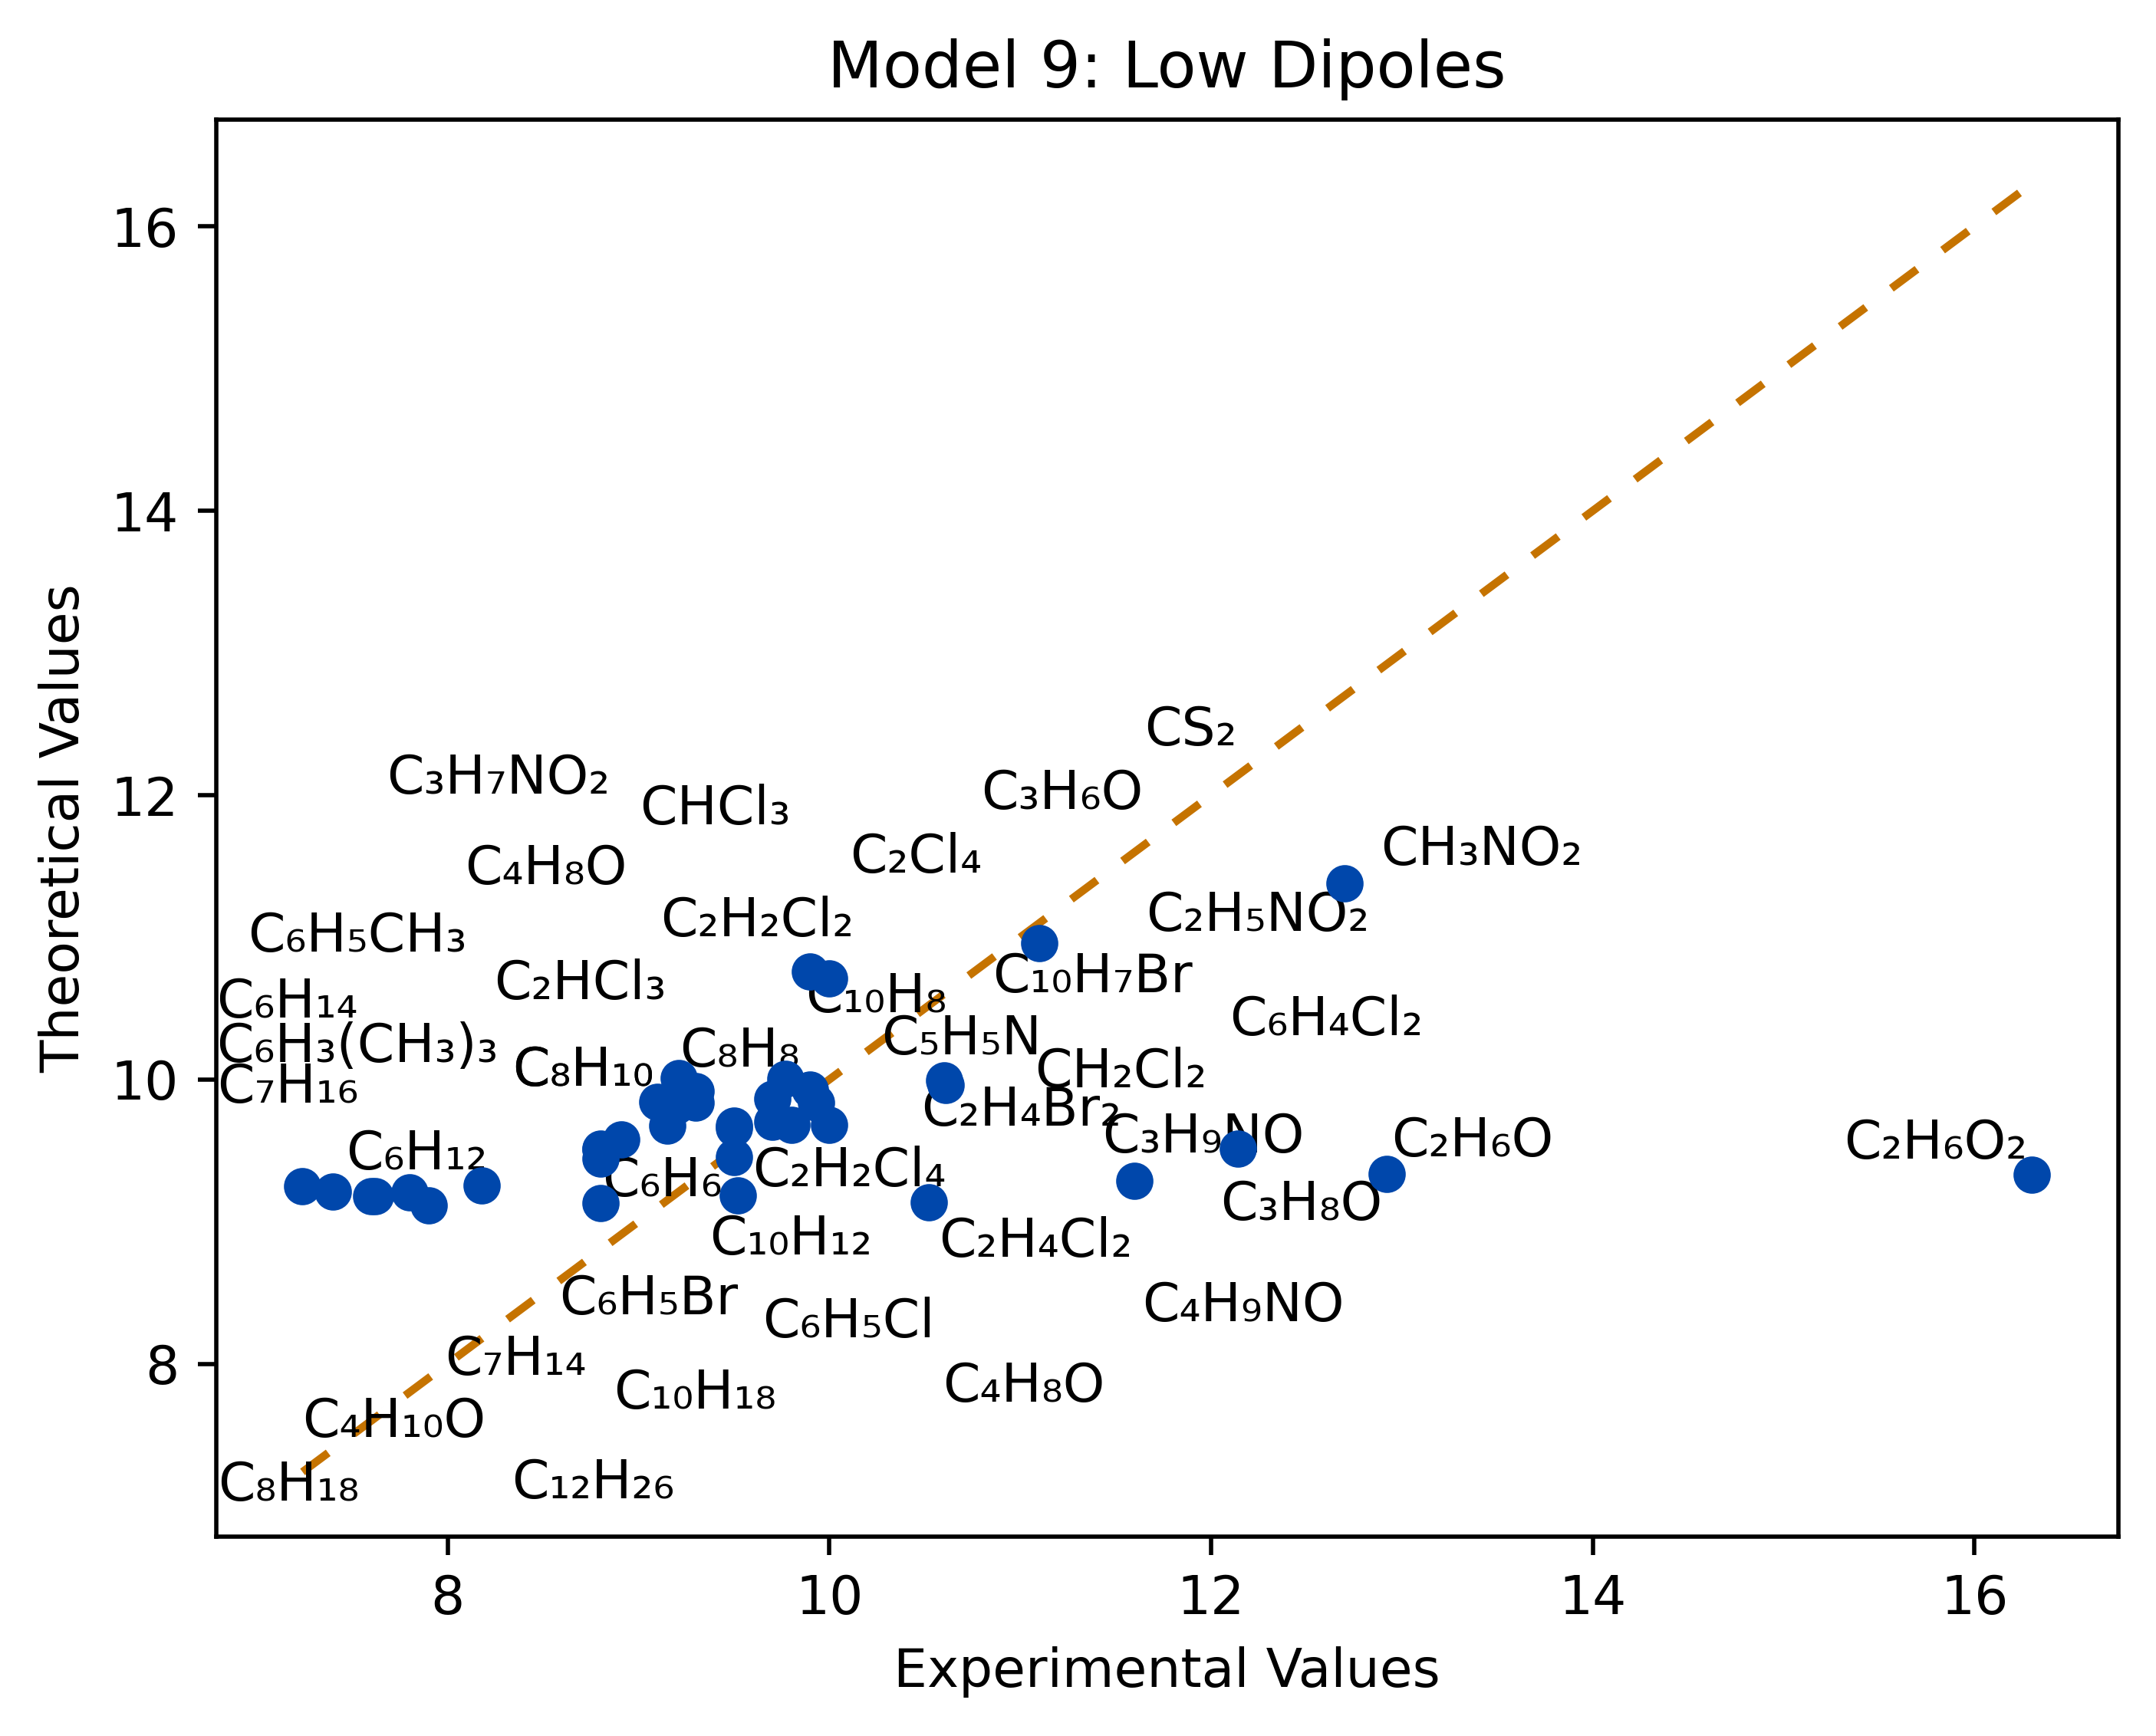 Model 9: Low Dipoles
Theoretical Values
16
14
12
10
8
CS₂
C₃H₇NO₂
C₃H₆O
CHCl₃
CH₃NO₂
C₂Cl₄
C₄H₈O
C₂H₅NO₂
C₂H₂Cl₂
C₆H₅CH₃
C₁₀H₇Br
C₂HCl₃
C₁₀H₈
C₆H₁₄
C₆H₄Cl₂
C₅H₅N
C₆H₃(CH₃)₃
C₈H₈
C₈H₁₀
CH₂Cl₂
C₇H₁₆
C₂H₄Br₂
C₃H₉NO
C₂H₆O
C₂H₆O₂
C₆H₁₂
C₂H₂Cl₄
C₆H₆
C₃H₈O
C₁₀H₁₂
C₂H₄Cl₂
C₆H₅Br
C₄H₉NO
C₆H₅Cl
C₇H₁₄
C₄H₈O
C₁₀H₁₈
C₄H₁₀O
C₈H₁₈
C₁₂H₂₆
8
10
12
14
16
Experimental Values